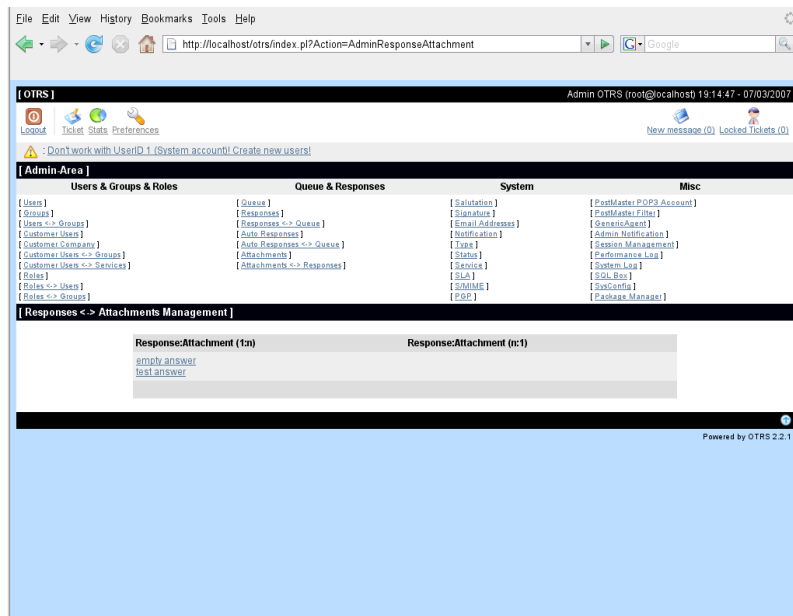 File Edit View History Bookmarks Tools Help
http://localhost/otrs/index.pl?Action=AdminResponseAttachment
G Google
[ OTRS ] Admin OTRS (root@localhost) 19:14:47 - 07/03/2007
Logout Ticket Stats Preferences New message (0) Locked Tickets (0)
: Don't work with UserID 1 (System account)! Create new users!
[ Admin-Area ]
Users & Groups & Roles Queue & Responses System Misc
[ Users ] [ Queue ] [ Salutation ] [ PostMaster POP3 Account ]
[ Groups ] [ Responses ] [ Signature ] [ PostMaster Filter ]
[ Users <-> Groups ] [ Responses <-> Queue ] [ Email Addresses ] [ GenericAgent ]
[ Customer Users ] [ Auto Responses ] [ Notification ] [ Admin Notification ]
[ Customer Company ] [ Auto Responses <-> Queue ] [ Type ] [ Session Management ]
[ Customer Users <-> Groups ] [ Attachments ] [ Status ] [ Performance Log ]
[ Customer Users <-> Services ] [ Attachments <-> Responses ] [ Service ] [ System Log ]
[ Roles ] [ SLA ] [ SQL Box ]
[ Roles <-> Users ] [ S/MIME ] [ SysConfig ]
[ Roles <-> Groups ] [ PGP ] [ Package Manager ]
[ Responses <-> Attachments Management ]
Response:Attachment (1:n) Response:Attachment (n:1)
empty answer
test answer
Powered by OTRS 2.2.1